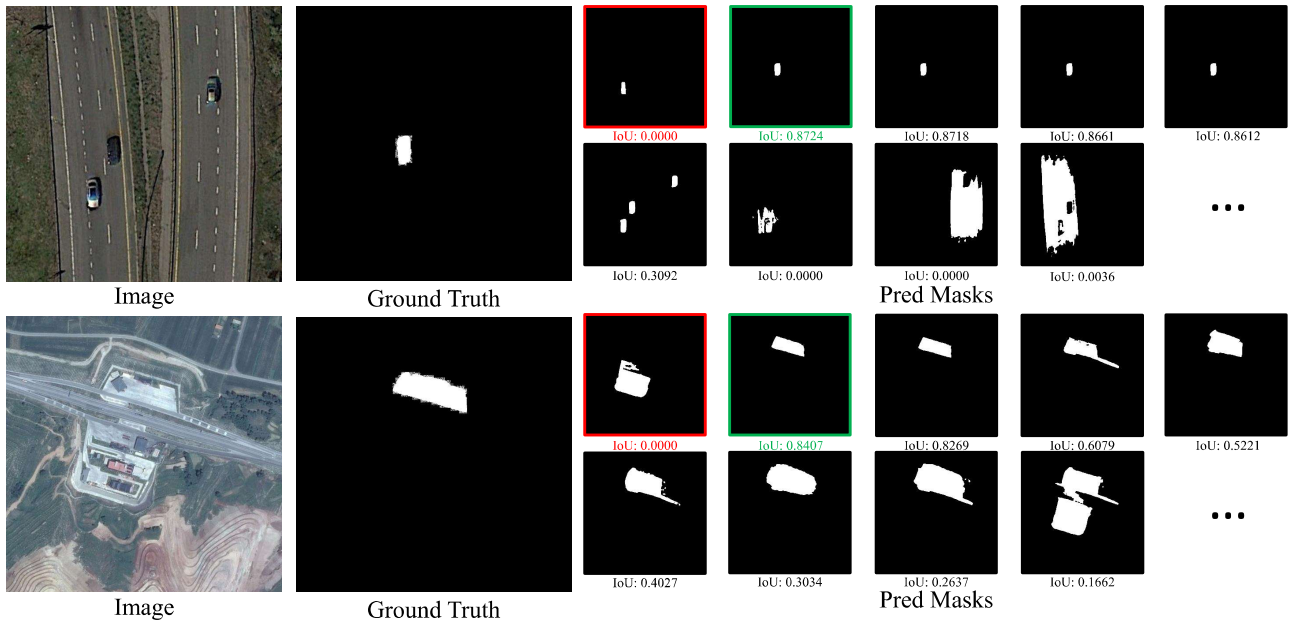 IoU: 0.0000 IoU: 0.8724 IoU: 0.8718 IoU: 0.8661 IoU: 0.8612
IoU: 0.3092 IoU: 0.0000 IoU: 0.0000 IoU: 0.0036
Image Ground Truth Pred Masks
IoU: 0.0000 IoU: 0.8407 IoU: 0.8269 IoU: 0.6079 IoU: 0.5221
IoU: 0.4027 IoU: 0.3034 IoU: 0.2637 IoU: 0.1662
Image Ground Truth Pred Masks